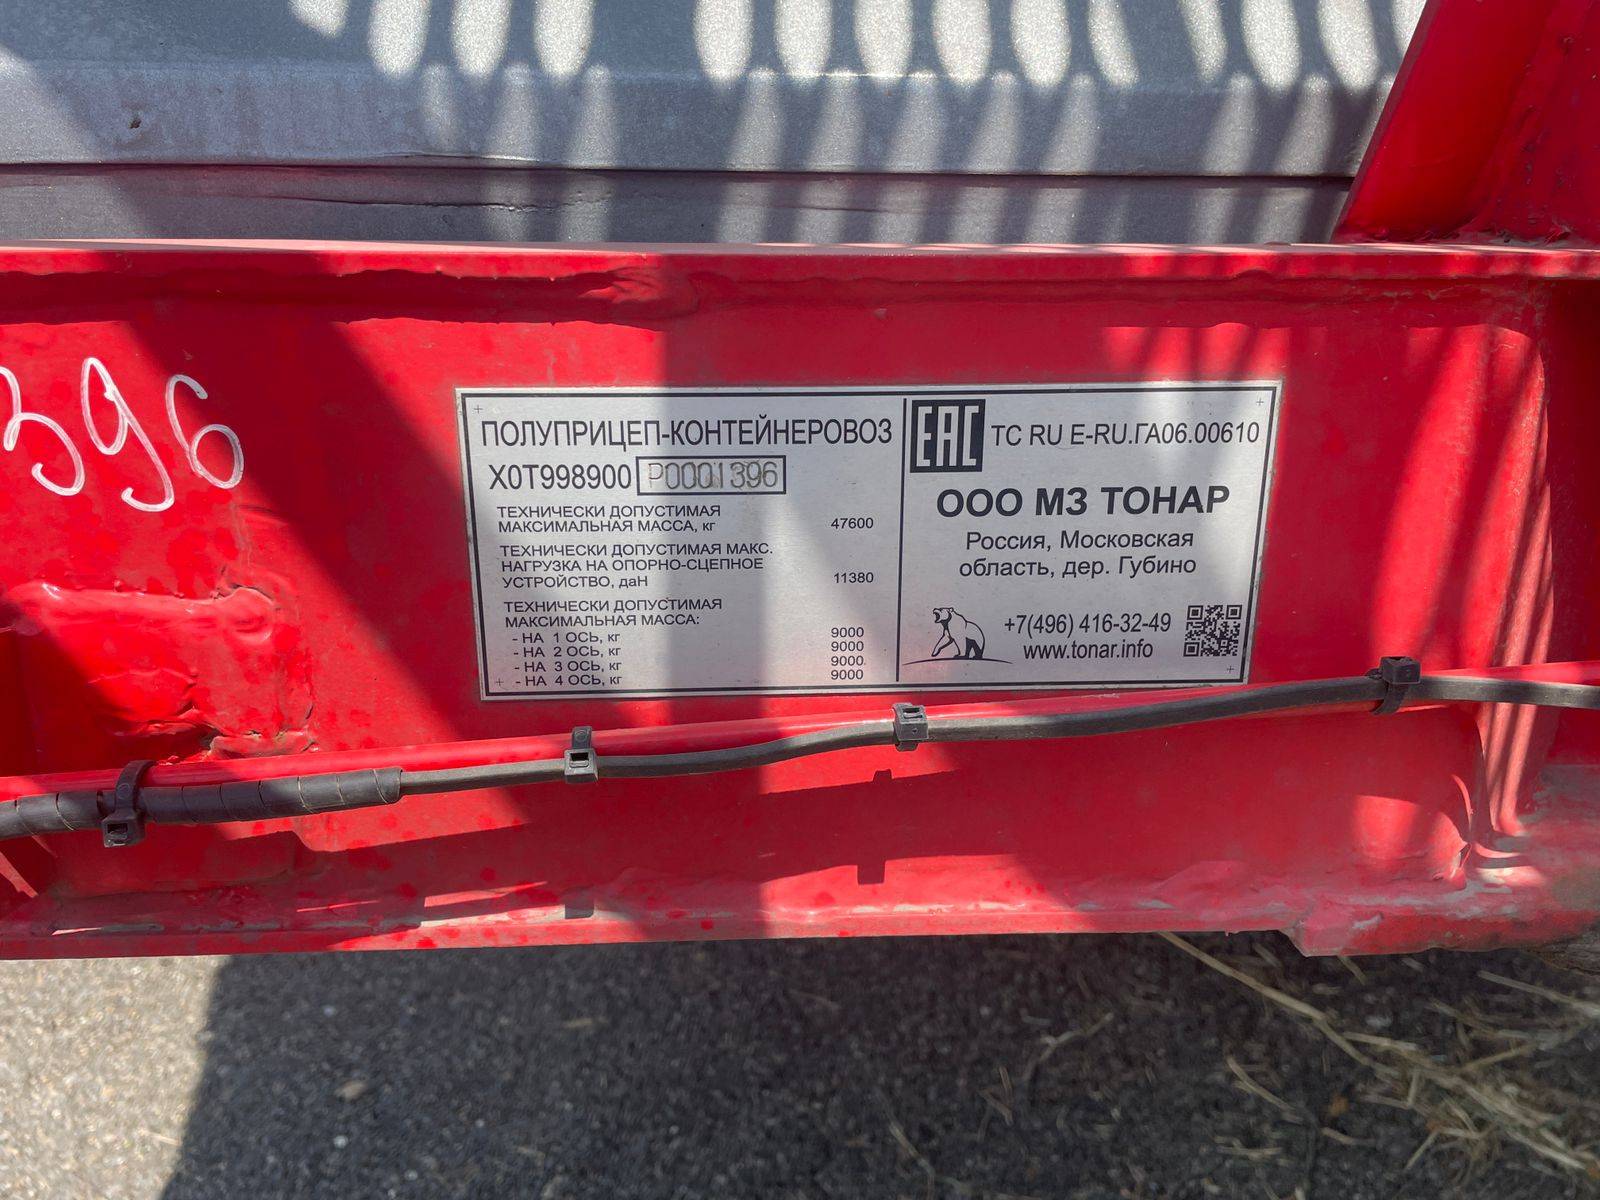 396
ПОЛУПРИЦЕП-КОНТЕЙНЕРОВОЗ
X0T998900 P0001396
ТЕХНИЧЕСКИ ДОПУСТИМАЯ
МАКСИМАЛЬНАЯ МАССА, кг 47600
ТЕХНИЧЕСКИ ДОПУСТИМАЯ МАКС.
НАГРУЗКА НА ОПОРНО-СЦЕПНОЕ
УСТРОЙСТВО, даН 11380
ТЕХНИЧЕСКИ ДОПУСТИМАЯ
МАКСИМАЛЬНАЯ МАССА:
- НА 1 ОСЬ, кг 9000
- НА 2 ОСЬ, кг 9000
- НА 3 ОСЬ, кг 9000
- НА 4 ОСЬ, кг 9000
EAC TC RU E-RU.ГА06.00610
ООО МЗ ТОНАР
Россия, Московская
область, дер. Губино
+7(496) 416-32-49
www.tonar.info